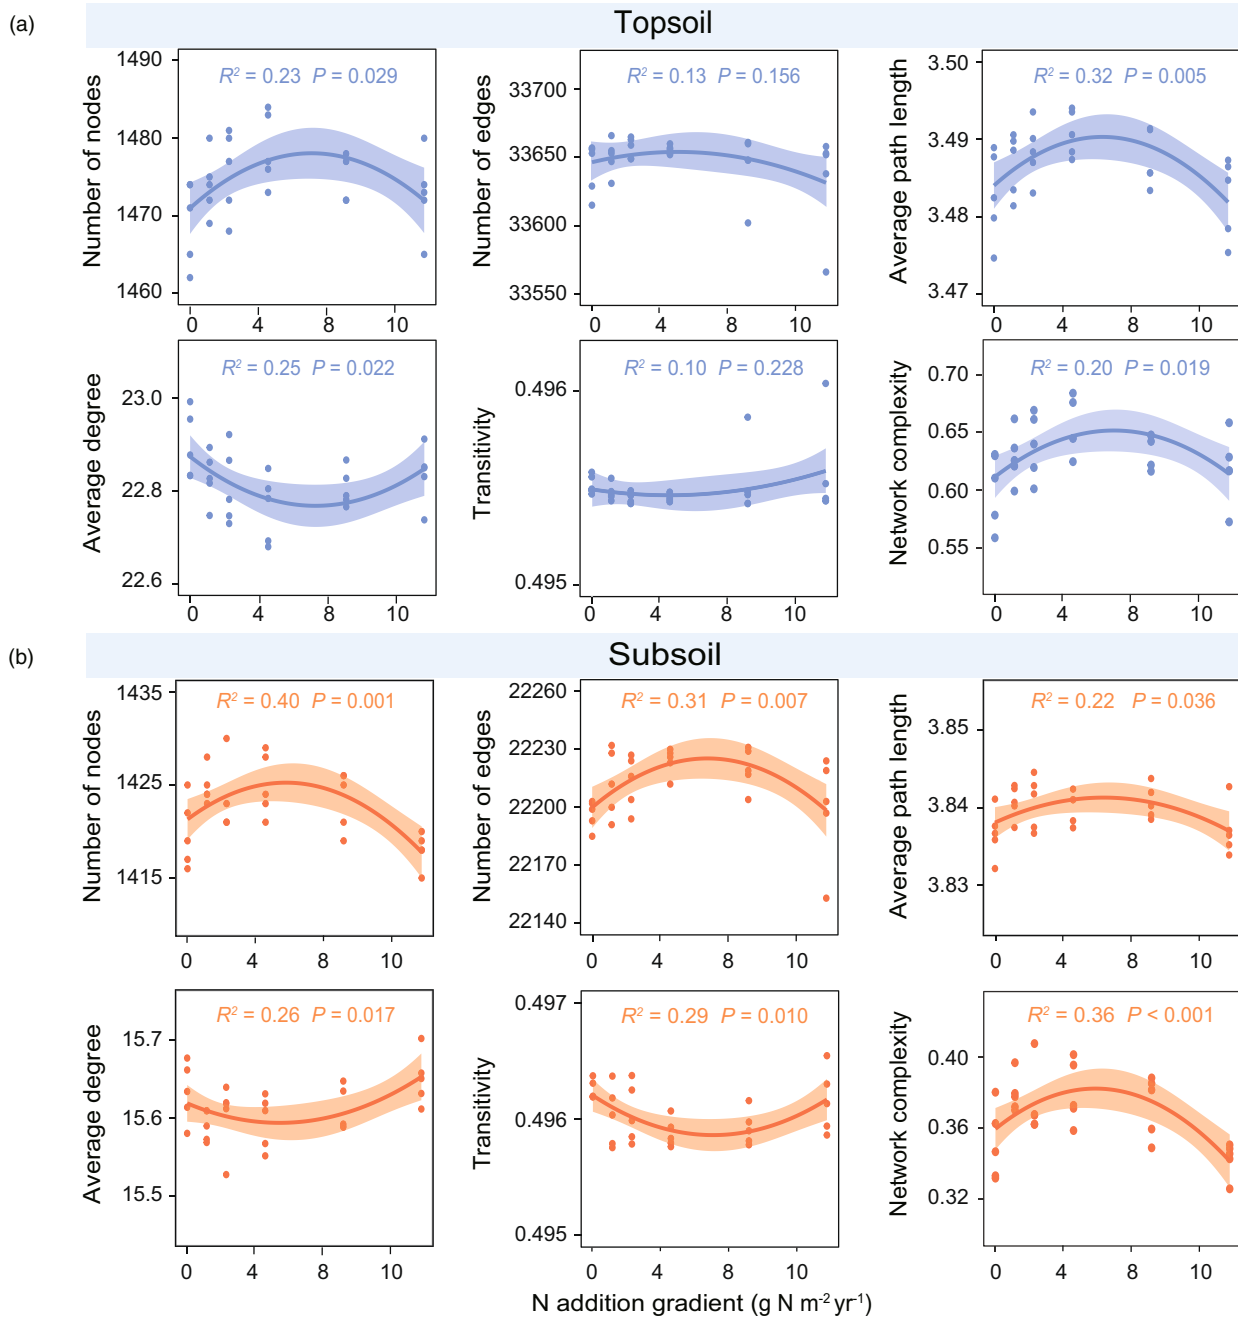 (a)
Topsoil
Number of nodes
1490
1480
1470
1460
R² = 0.23 P = 0.029
0 4 8 10
Number of edges
33700
33650
33600
33550
R² = 0.13 P = 0.156
0 4 8 10
Average path length
3.50
3.49
3.48
3.47
R² = 0.32 P = 0.005
0 4 8 10
Average degree
23.0
22.8
22.6
R² = 0.25 P = 0.022
0 4 8 10
Transitivity
0.496
0.495
R² = 0.10 P = 0.228
0 4 8 10
Network complexity
0.70
0.65
0.60
0.55
R² = 0.20 P = 0.019
0 4 8 10
(b)
Subsoil
Number of nodes
1435
1425
1415
R² = 0.40 P = 0.001
0 4 8 10
Number of edges
22260
22230
22200
22170
22140
R² = 0.31 P = 0.007
0 4 8 10
Average path length
3.85
3.84
3.83
R² = 0.22 P = 0.036
0 4 8 10
Average degree
15.7
15.6
15.5
R² = 0.26 P = 0.017
0 4 8 10
Transitivity
0.497
0.496
0.495
R² = 0.29 P = 0.010
0 4 8 10
Network complexity
0.40
0.36
0.32
R² = 0.36 P < 0.001
0 4 8 10
N addition gradient (g N m⁻² yr⁻¹)